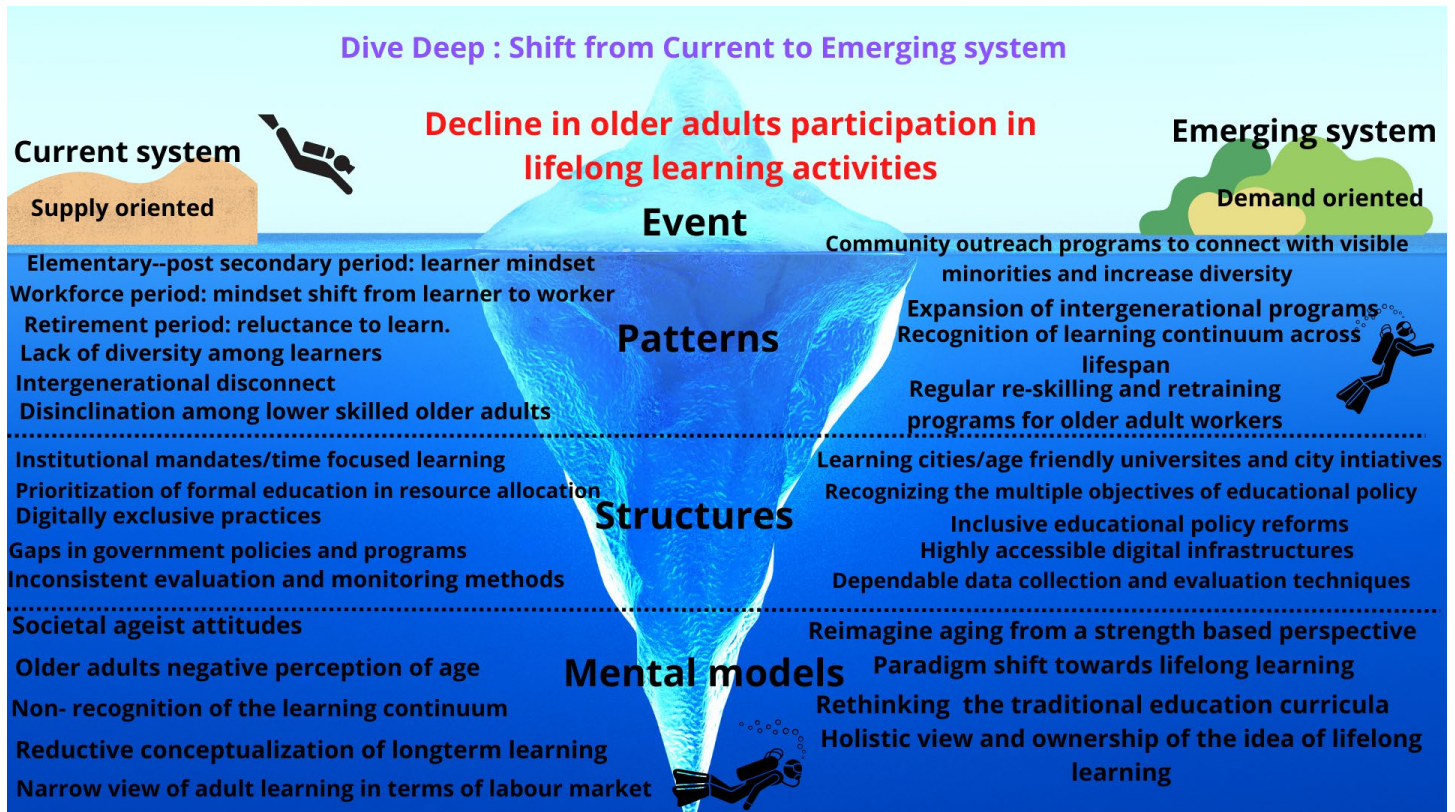 Dive Deep : Shift from Current to Emerging system
Decline in older adults participation in
lifelong learning activities
Current system
Supply oriented
Emerging system
Demand oriented
Event
Elementary--post secondary period: learner mindset
Workforce period: mindset shift from learner to worker
Retirement period: reluctance to learn.
Lack of diversity among learners
Intergenerational disconnect
Disinclination among lower skilled older adults
Patterns
Community outreach programs to connect with visible
minorities and increase diversity
Expansion of intergenerational programs
Recognition of learning continuum across
lifespan
Regular re-skilling and retraining
programs for older adult workers
Institutional mandates/time focused learning
Prioritization of formal education in resource allocation
Digitally exclusive practices
Gaps in government policies and programs
Inconsistent evaluation and monitoring methods
Structures
Learning cities/age friendly universites and city intiatives
Recognizing the multiple objectives of educational policy
Inclusive educational policy reforms
Highly accessible digital infrastructures
Dependable data collection and evaluation techniques
Societal ageist attitudes
Older adults negative perception of age
Non- recognition of the learning continuum
Reductive conceptualization of longterm learning
Narrow view of adult learning in terms of labour market
Mental models
Reimagine aging from a strength based perspective
Paradigm shift towards lifelong learning
Rethinking the traditional education curricula
Holistic view and ownership of the idea of lifelong
learning